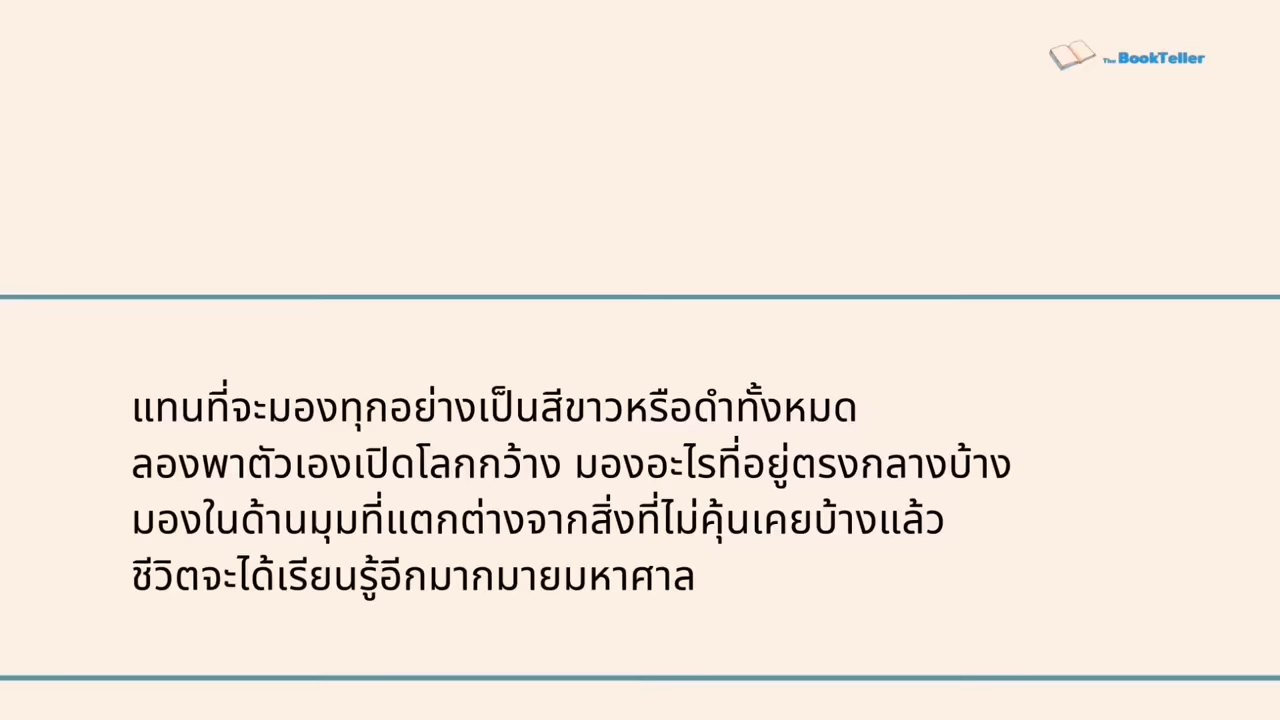 The BookTeller
แทนที่จะมองทุกอย่างเป็นสีขาวหรือดำทั้งหมด
ลองพาตัวเองเปิดโลกกว้าง มองอะไรที่อยู่ตรงกลางบ้าง
มองในด้านมุมที่แตกต่างจากสิ่งที่ไม่คุ้นเคยบ้างแล้ว
ชีวิตจะได้เรียนรู้อีกมากมายมหาศาล